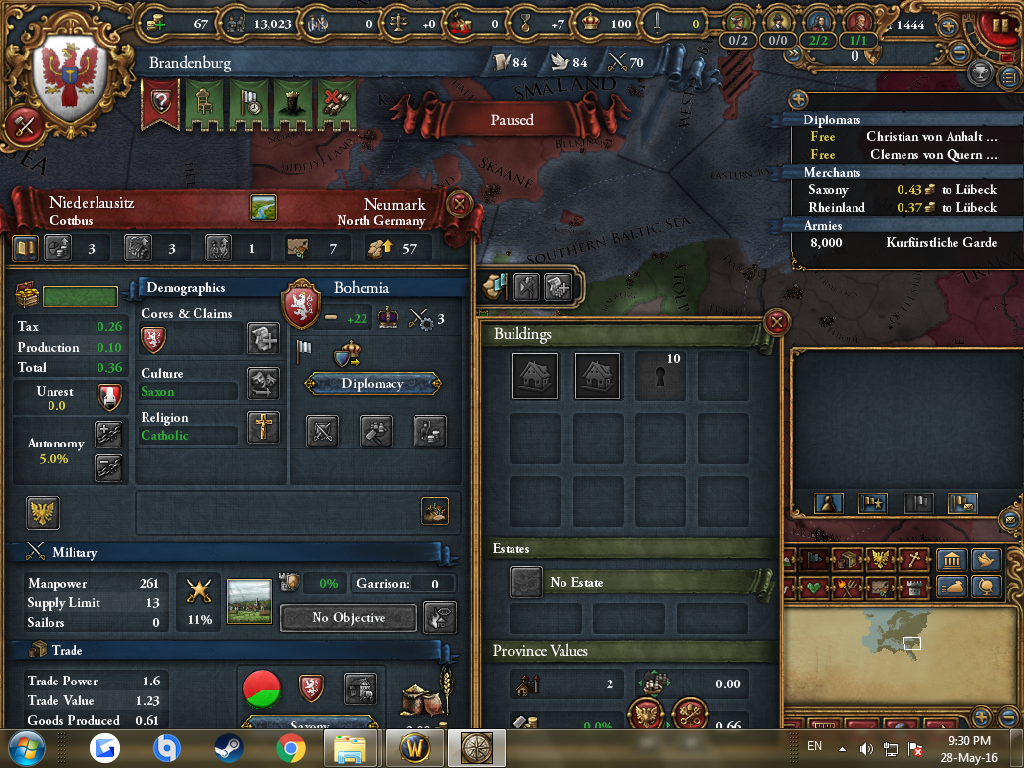 67 13,023 0 +0 0 +7 100 0
0/2 0/0 2/2 1/1
1444
0
Brandenburg 84 84 70
SMALAND
Paused
Diplomats
Free Christian von Anhalt ...
Free Clemens von Quern ...
Merchants
Saxony 0.43 to Lübeck
Rheinland 0.37 to Lübeck
Armies
8,000 Kurfürstliche Garde
SKAANE
SOUTHERN BALTIC SEA
Niederlausitz
Cottbus
Neumark
North Germany
3 3 1 7 57
Demographics
Bohemia
Cores & Claims
+22 3
Tax 0.26
Production 0.10
Total 0.36
Culture
Saxon
Diplomacy
Unrest
0.0
Religion
Catholic
Autonomy
5.0%
Military
Manpower 261
Supply Limit 13
Sailors 0
11%
0%
Garrison: 0
No Objective
Trade
Trade Power 1.6
Trade Value 1.23
Goods Produced 0.61
Saxony
Buildings
10
Estates
No Estate
Province Values
2 0.00
0.0% 0.66
EN
9:30 PM
28-May-16